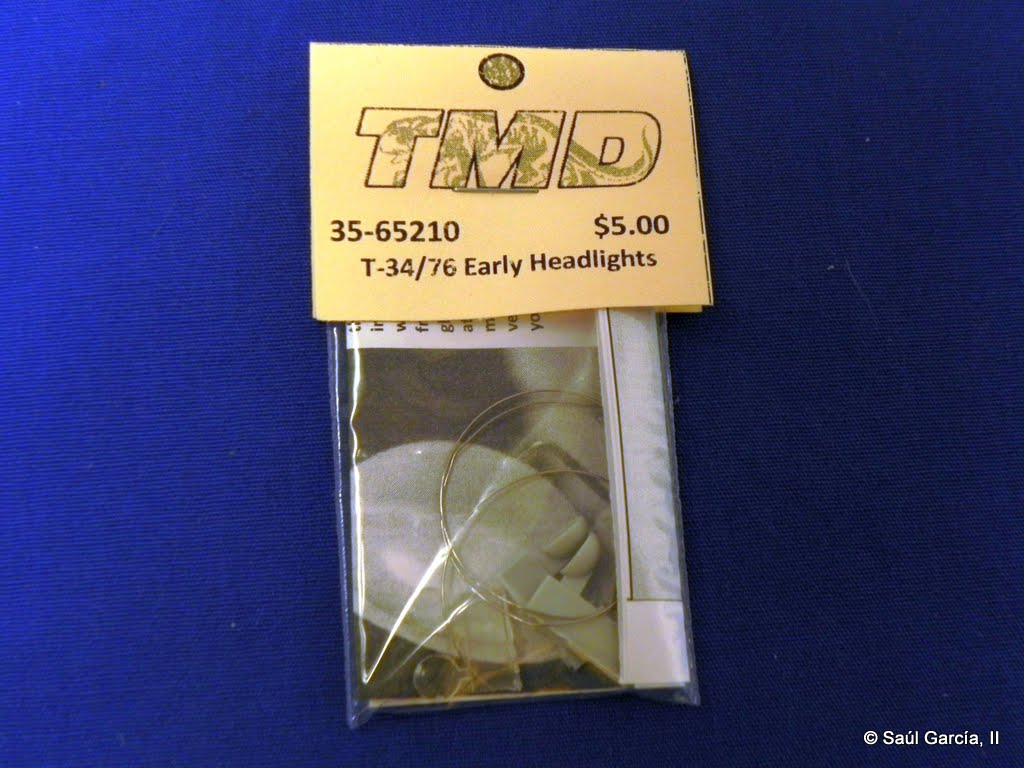 TMD
35-65210 $5.00
T-34/76 Early Headlights
© Saúl García, II